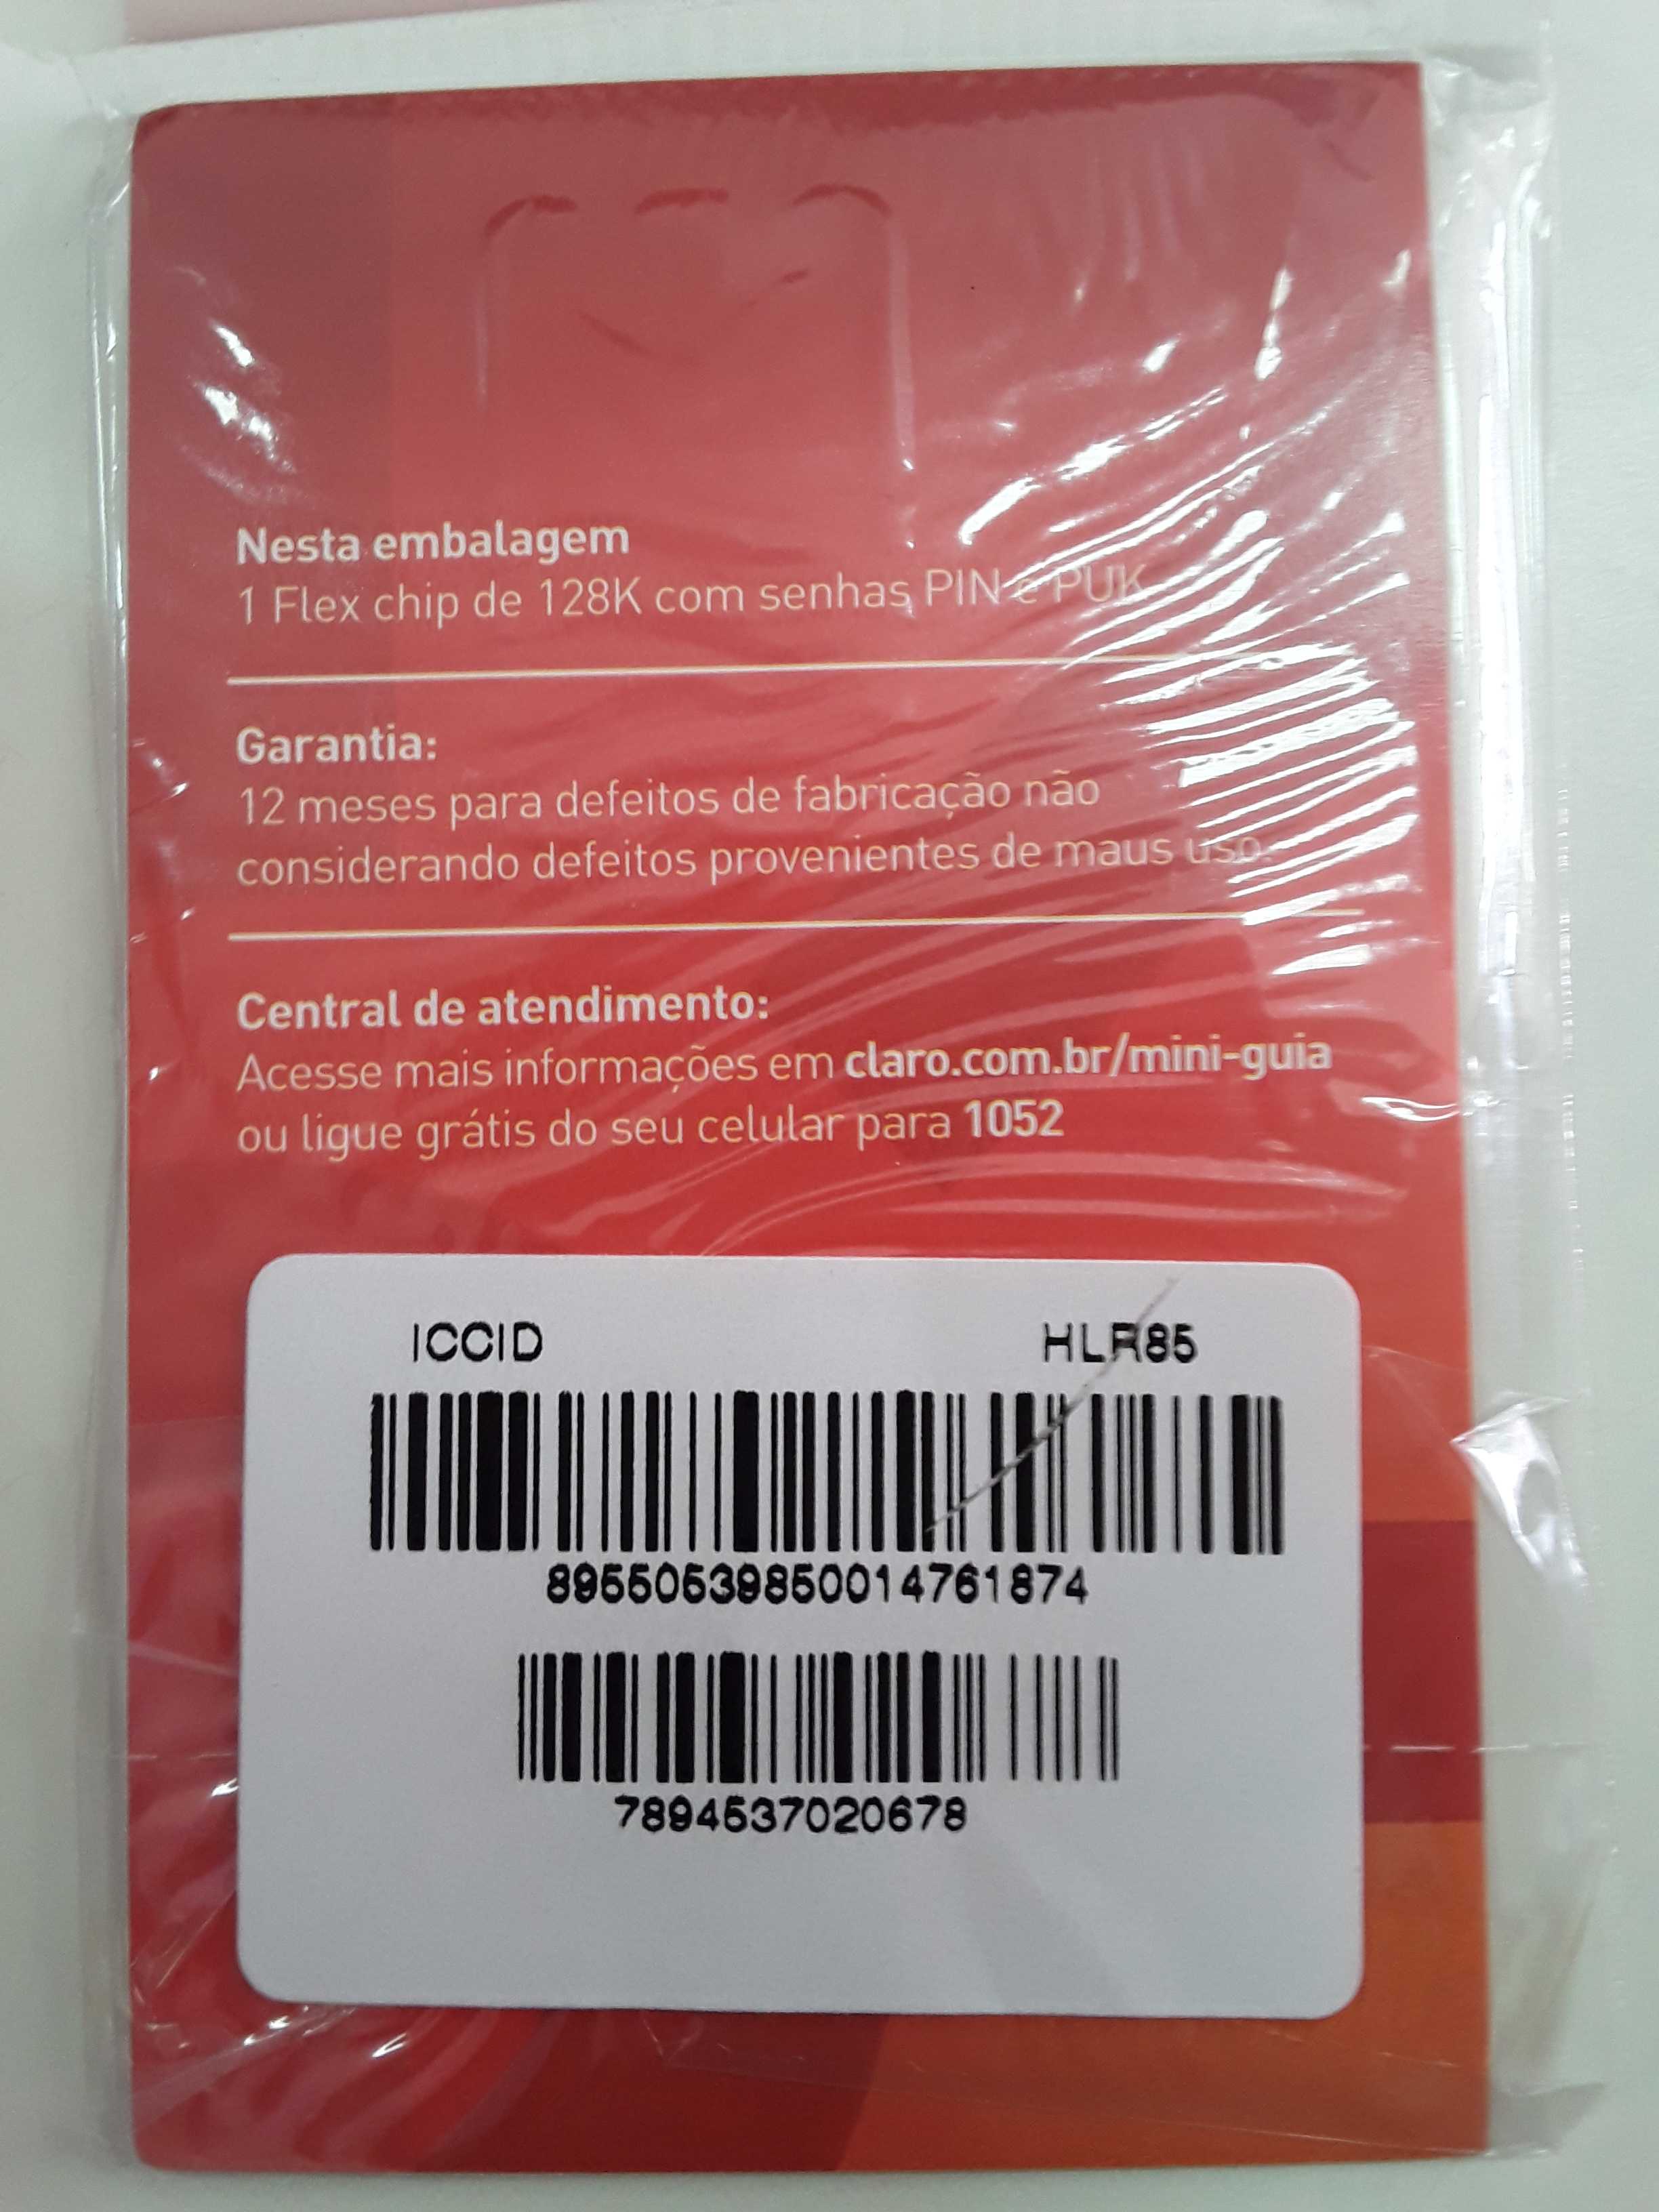 Nesta embalagem
1 Flex chip de 128K com senhas PIN e PUK
Garantia:
12 meses para defeitos de fabricação não
considerando defeitos provenientes de maus uso.
Central de atendimento:
Acesse mais informações em claro.com.br/mini-guia
ou ligue grátis do seu celular para 1052
ICCID HLR85
89550539850014761874
7894537020678